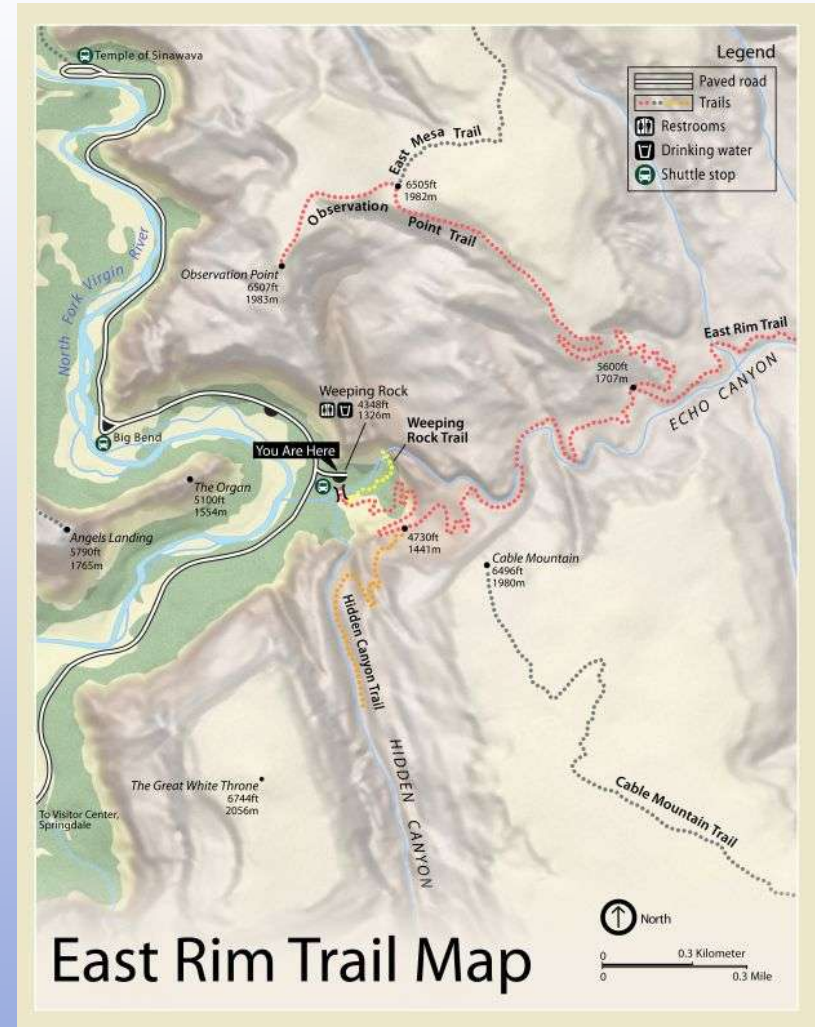 Temple of Sinawava
Legend
Paved road
Trails
Restrooms
Drinking water
Shuttle stop
East Mesa Trail
6505ft
1982m
Observation
Point Trail
Observation Point
6507ft
1983m
North Fork Virgin River
East Rim Trail
5600ft
1707m
ECHO CANYON
Weeping Rock
4348ft
1326m
Weeping
Rock Trail
You Are Here
Big Bend
The Organ
5100ft
1554m
Angels Landing
5790ft
1765m
4730ft
1441m
Cable Mountain
6496ft
1980m
Hidden Canyon Trail
HIDDEN CANYON
The Great White Throne
6744ft
2056m
Cable Mountain Trail
To Visitor Center,
Springdale
North
0 0.3 Kilometer
0 0.3 Mile
East Rim Trail Map